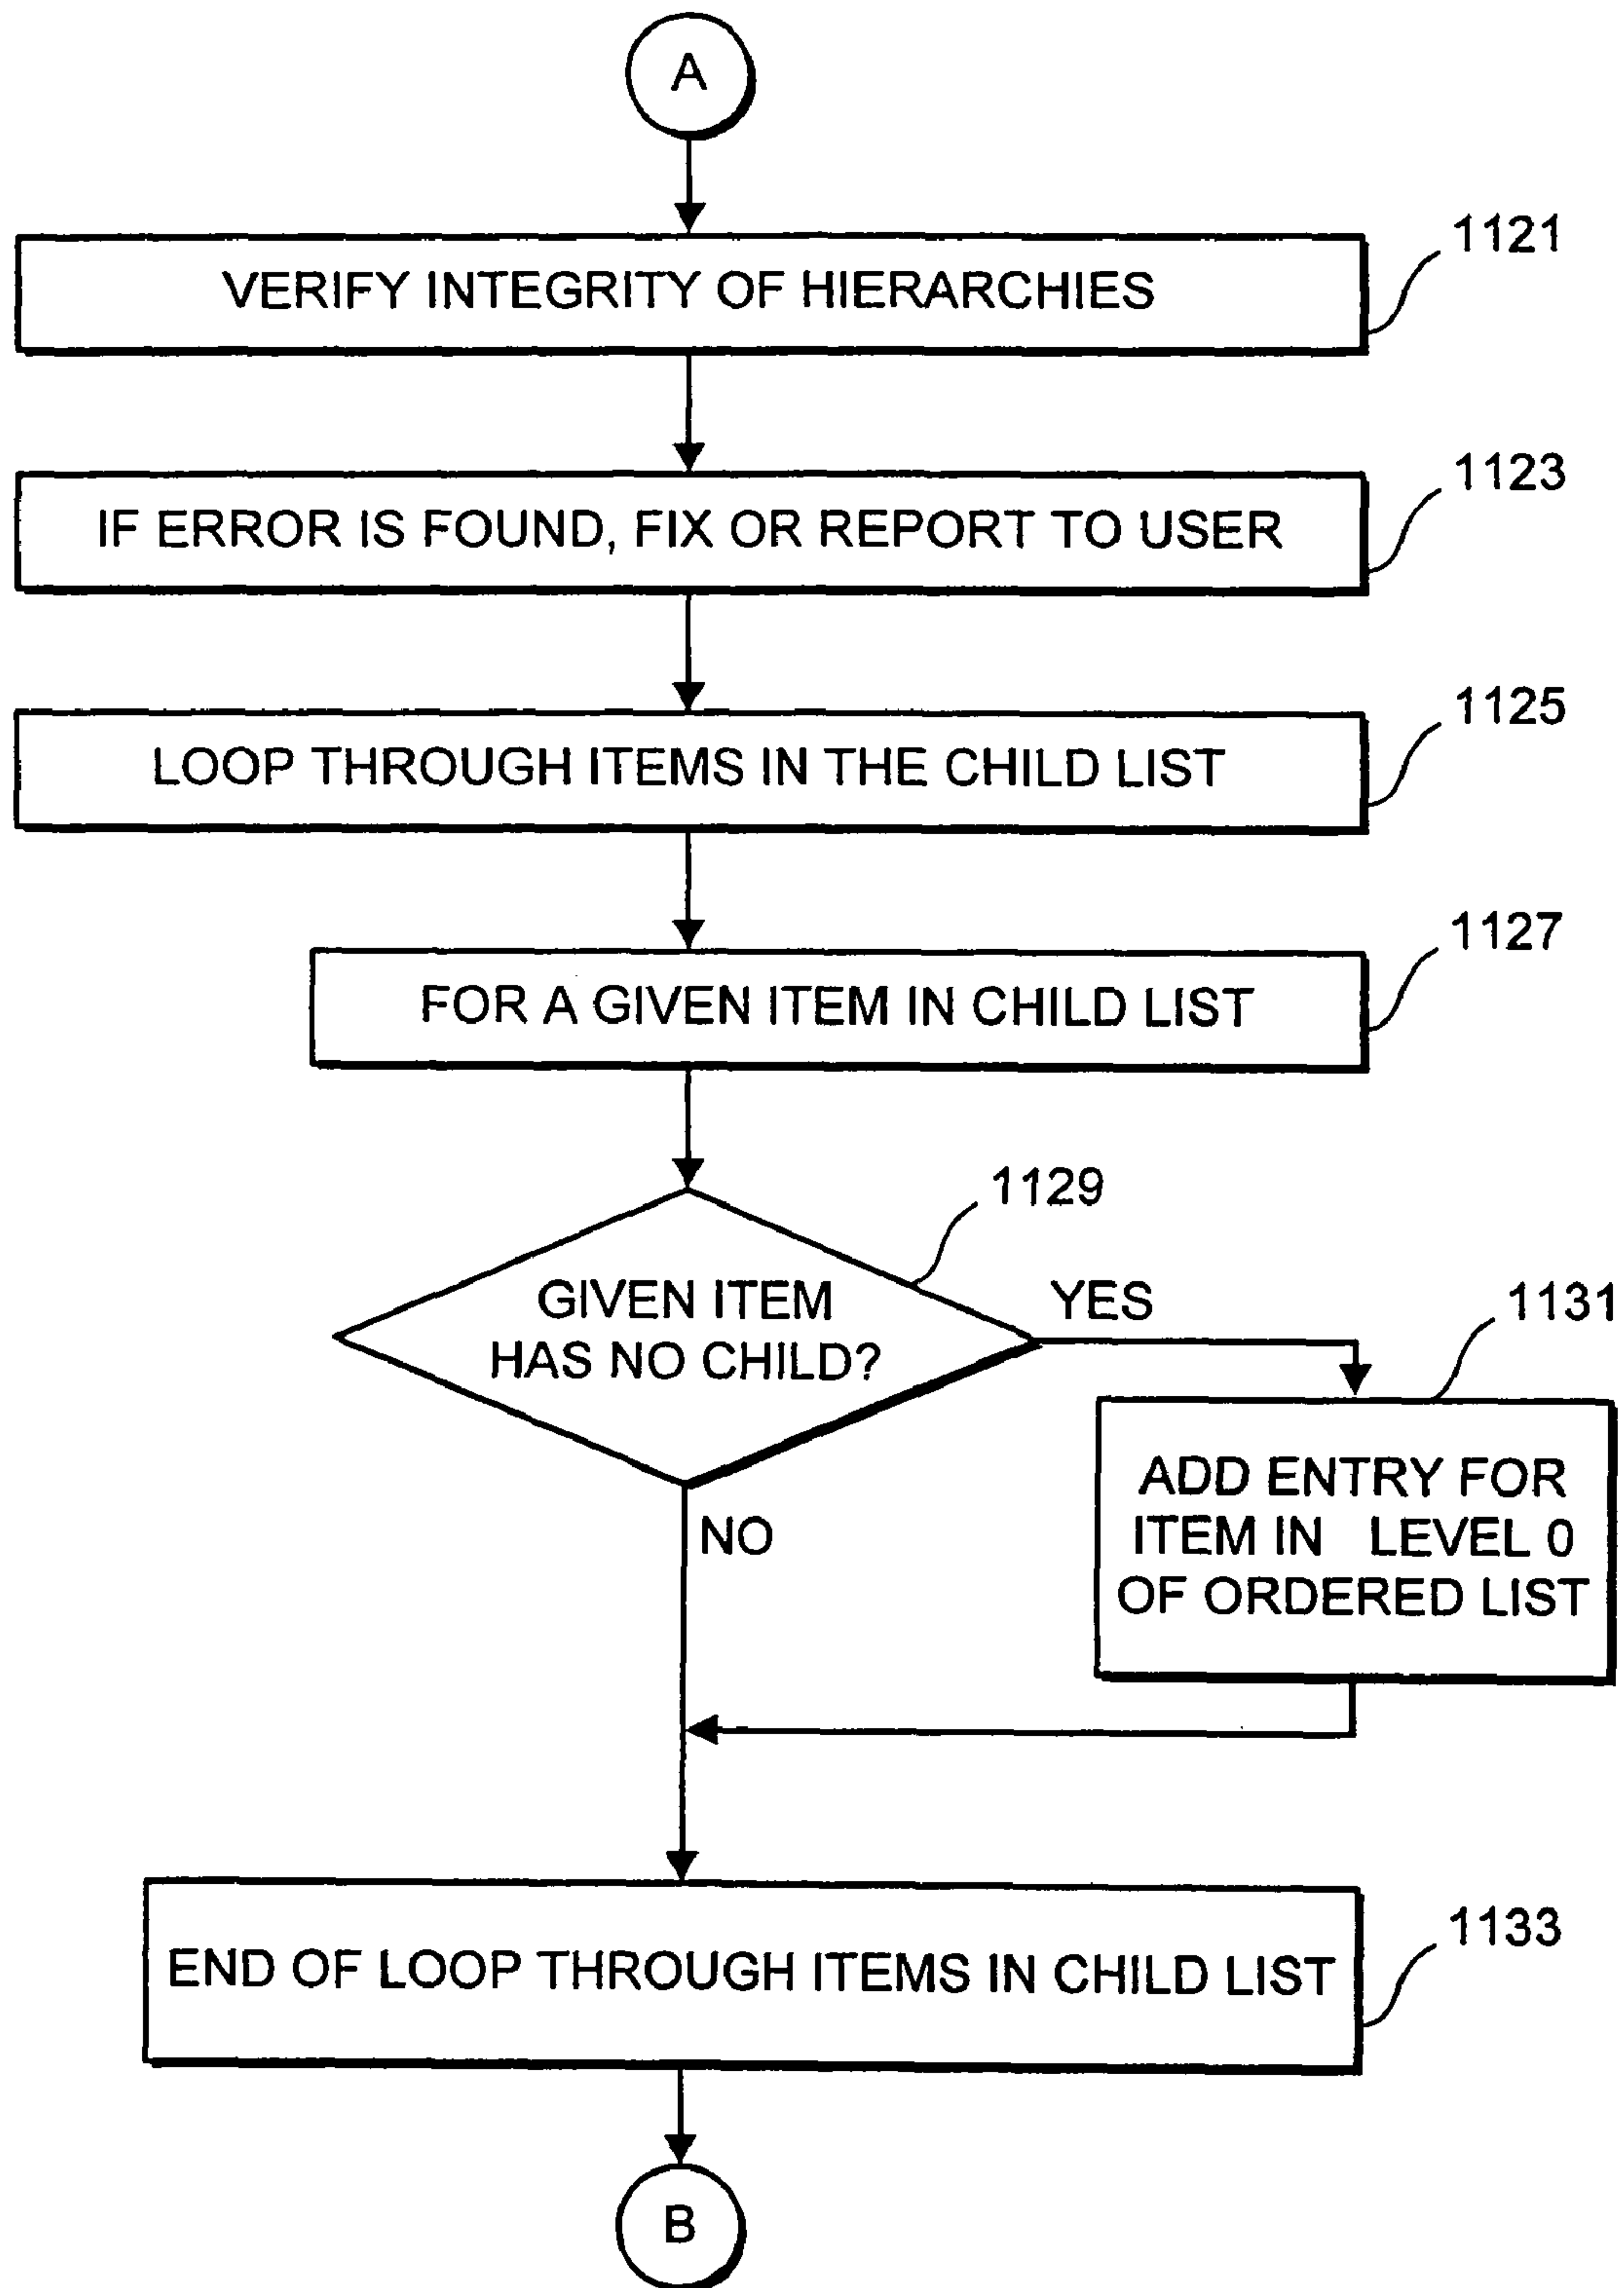 A
1121
VERIFY INTEGRITY OF HIERARCHIES
1123
IF ERROR IS FOUND, FIX OR REPORT TO USER
1125
LOOP THROUGH ITEMS IN THE CHILD LIST
1127
FOR A GIVEN ITEM IN CHILD LIST
1129
GIVEN ITEM
HAS NO CHILD?
YES
1131
ADD ENTRY FOR
ITEM IN LEVEL 0
OF ORDERED LIST
NO
1133
END OF LOOP THROUGH ITEMS IN CHILD LIST
B